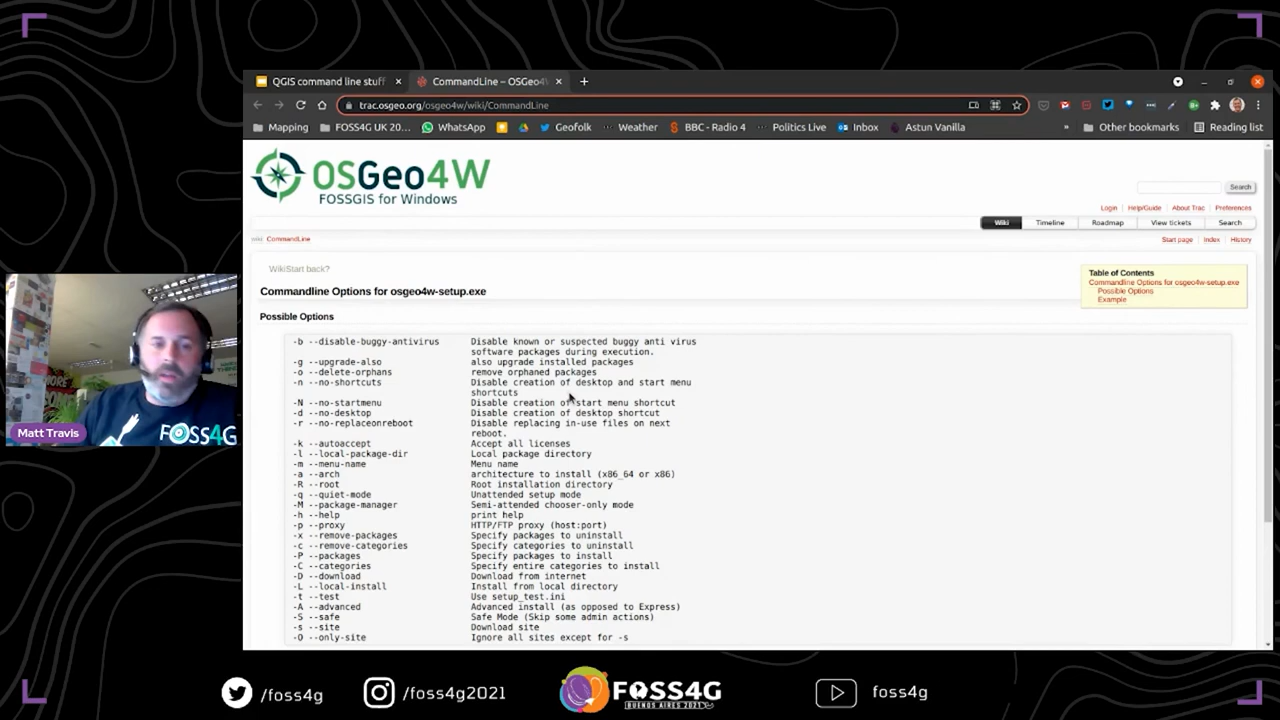 QGIS command line stuff
CommandLine – OSGeo4W
trac.osgeo.org/osgeo4w/wiki/CommandLine
Mapping
FOSS4G UK 20...
WhatsApp
Geofolk
Weather
BBC - Radio 4
Politics Live
Inbox
Astun Vanilla
»
Other bookmarks
Reading list
OSGeo4W
FOSSGIS for Windows
Search
Login
Help/Guide
About Trac
Preferences
Wiki
Timeline
Roadmap
View tickets
Search
wiki: CommandLine
Start page
Index
History
WikiStart back?
Commandline Options for osgeo4w-setup.exe
Table of Contents
Commandline Options for osgeo4w-setup.exe
Possible Options
Example
Possible Options
-b --disable-buggy-antivirus Disable known or suspected buggy anti virus
software packages during execution.
-g --upgrade-also also upgrade installed packages
-o --delete-orphans remove orphaned packages
-n --no-shortcuts Disable creation of desktop and start menu
shortcuts
-N --no-startmenu Disable creation of start menu shortcut
-d --no-desktop Disable creation of desktop shortcut
-r --no-replaceonreboot Disable replacing in-use files on next
reboot.
-k --autoaccept Accept all licenses
-l --local-package-dir Local package directory
-m --menu-name Menu name
-a --arch architecture to install (x86_64 or x86)
-R --root Root installation directory
-q --quiet-mode Unattended setup mode
-M --package-manager Semi-attended chooser-only mode
-h --help print help
-p --proxy HTTP/FTP proxy (host:port)
-x --remove-packages Specify packages to uninstall
-c --remove-categories Specify categories to uninstall
-P --packages Specify packages to install
-C --categories Specify entire categories to install
-D --download Download from internet
-L --local-install Install from local directory
-t --test Use setup_test.ini
-A --advanced Advanced install (as opposed to Express)
-S --safe Safe Mode (Skip some admin actions)
-s --site Download site
-O --only-site Ignore all sites except for -s
MORE
FOSS4G
Matt Travis
/foss4g
/foss4g2021
FOSS4G
BUENOS AIRES 2021
foss4g